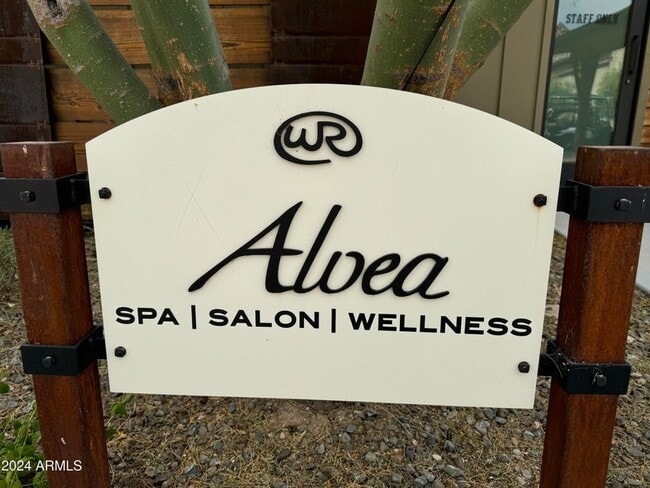 STAFF ONLY
WR
Alvea
SPA | SALON | WELLNESS
© 2024 ARMLS